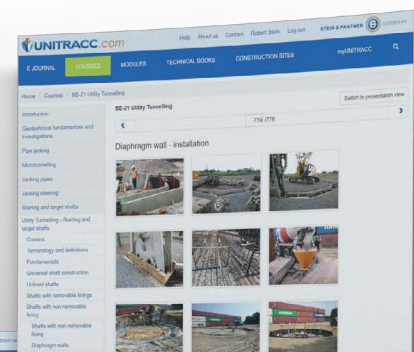 UNITRACC.com
Help About us Contact Robert Stein Log out STEIN & PARTNER GERMANY
E JOURNAL COURSES MODULES TECHNICAL BOOKS CONSTRUCTION SITES myUNITRACC
Home Courses BE-21 Utility Tunnelling
Switch to presentation view
Introduction
BE-21 Utility Tunnelling
Geotechnical fundamentals and
investigations
< 719 /776 >
Pipe jacking
Diaphragm wall - installation
Microtunnelling
Jacking pipes
Jacking steering
Starting and target shafts
Utility Tunnelling - Starting and
target shafts
Content
Terminology and definitions
Fundamentals
Universal shaft construction
Unlined shafts
Shafts with removable linings
Shafts with non-removable
lining
Shafts with non-removable
lining
Diaphragm walls